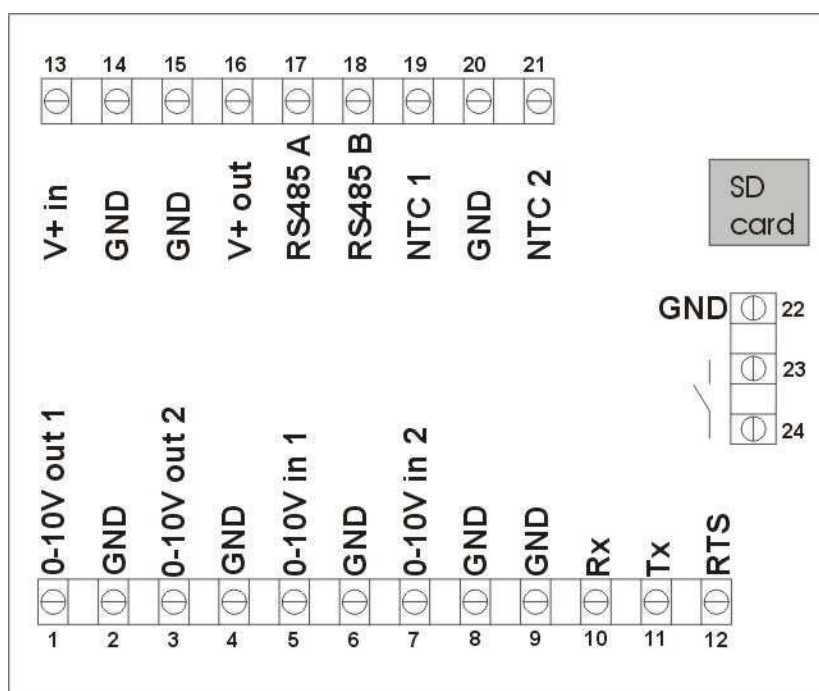 13 14 15 16 17 18 19 20 21
V+ in GND GND V+ out RS485 A RS485 B NTC 1 GND NTC 2
SD
card
GND 22
23
24
0-10V out 1 GND 0-10V out 2 GND 0-10V in 1 GND 0-10V in 2 GND GND Rx Tx RTS
1 2 3 4 5 6 7 8 9 10 11 12